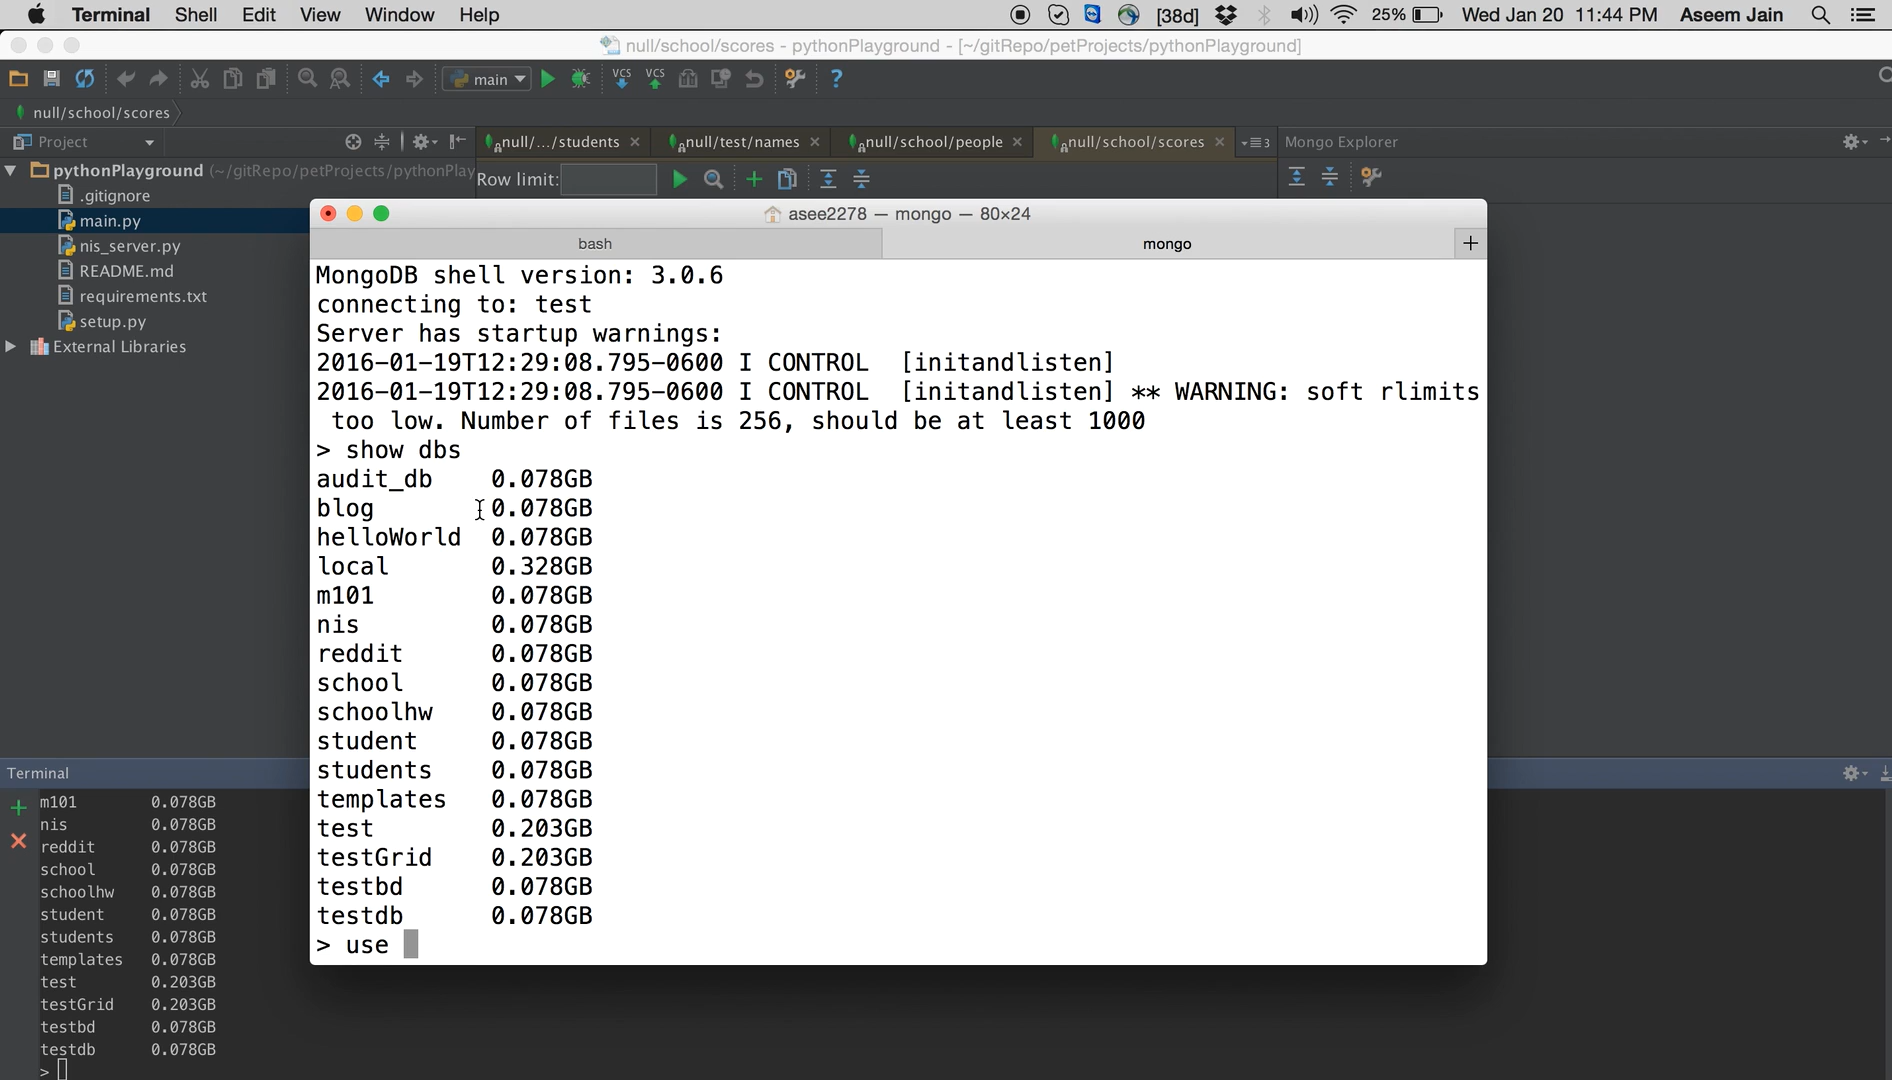 Terminal Shell Edit View Window Help [38d] 25% Wed Jan 20 11:44 PM Aseem Jain
null/school/scores - pythonPlayground - [~/gitRepo/petProjects/pythonPlayground]
main VCS VCS ?
null/school/scores
Project null/.../students null/test/names null/school/people null/school/scores 3 Mongo Explorer
pythonPlayground (~/gitRepo/petProjects/pythonPlay
Row limit:
.gitignore
main.py
nis_server.py
README.md
requirements.txt
setup.py
External Libraries
asee2278 — mongo — 80×24
bash mongo +
MongoDB shell version: 3.0.6
connecting to: test
Server has startup warnings:
2016-01-19T12:29:08.795-0600 I CONTROL  [initandlisten]
2016-01-19T12:29:08.795-0600 I CONTROL  [initandlisten] ** WARNING: soft rlimits
too low. Number of files is 256, should be at least 1000
> show dbs
audit_db    0.078GB
blog        0.078GB
helloWorld  0.078GB
local       0.328GB
m101        0.078GB
nis         0.078GB
reddit      0.078GB
school      0.078GB
schoolhw    0.078GB
student     0.078GB
students    0.078GB
templates   0.078GB
test        0.203GB
testGrid    0.203GB
testbd      0.078GB
testdb      0.078GB
> use
Terminal
m101       0.078GB
nis        0.078GB
reddit     0.078GB
school     0.078GB
schoolhw   0.078GB
student    0.078GB
students   0.078GB
templates  0.078GB
test       0.203GB
testGrid   0.203GB
testbd     0.078GB
testdb     0.078GB
>